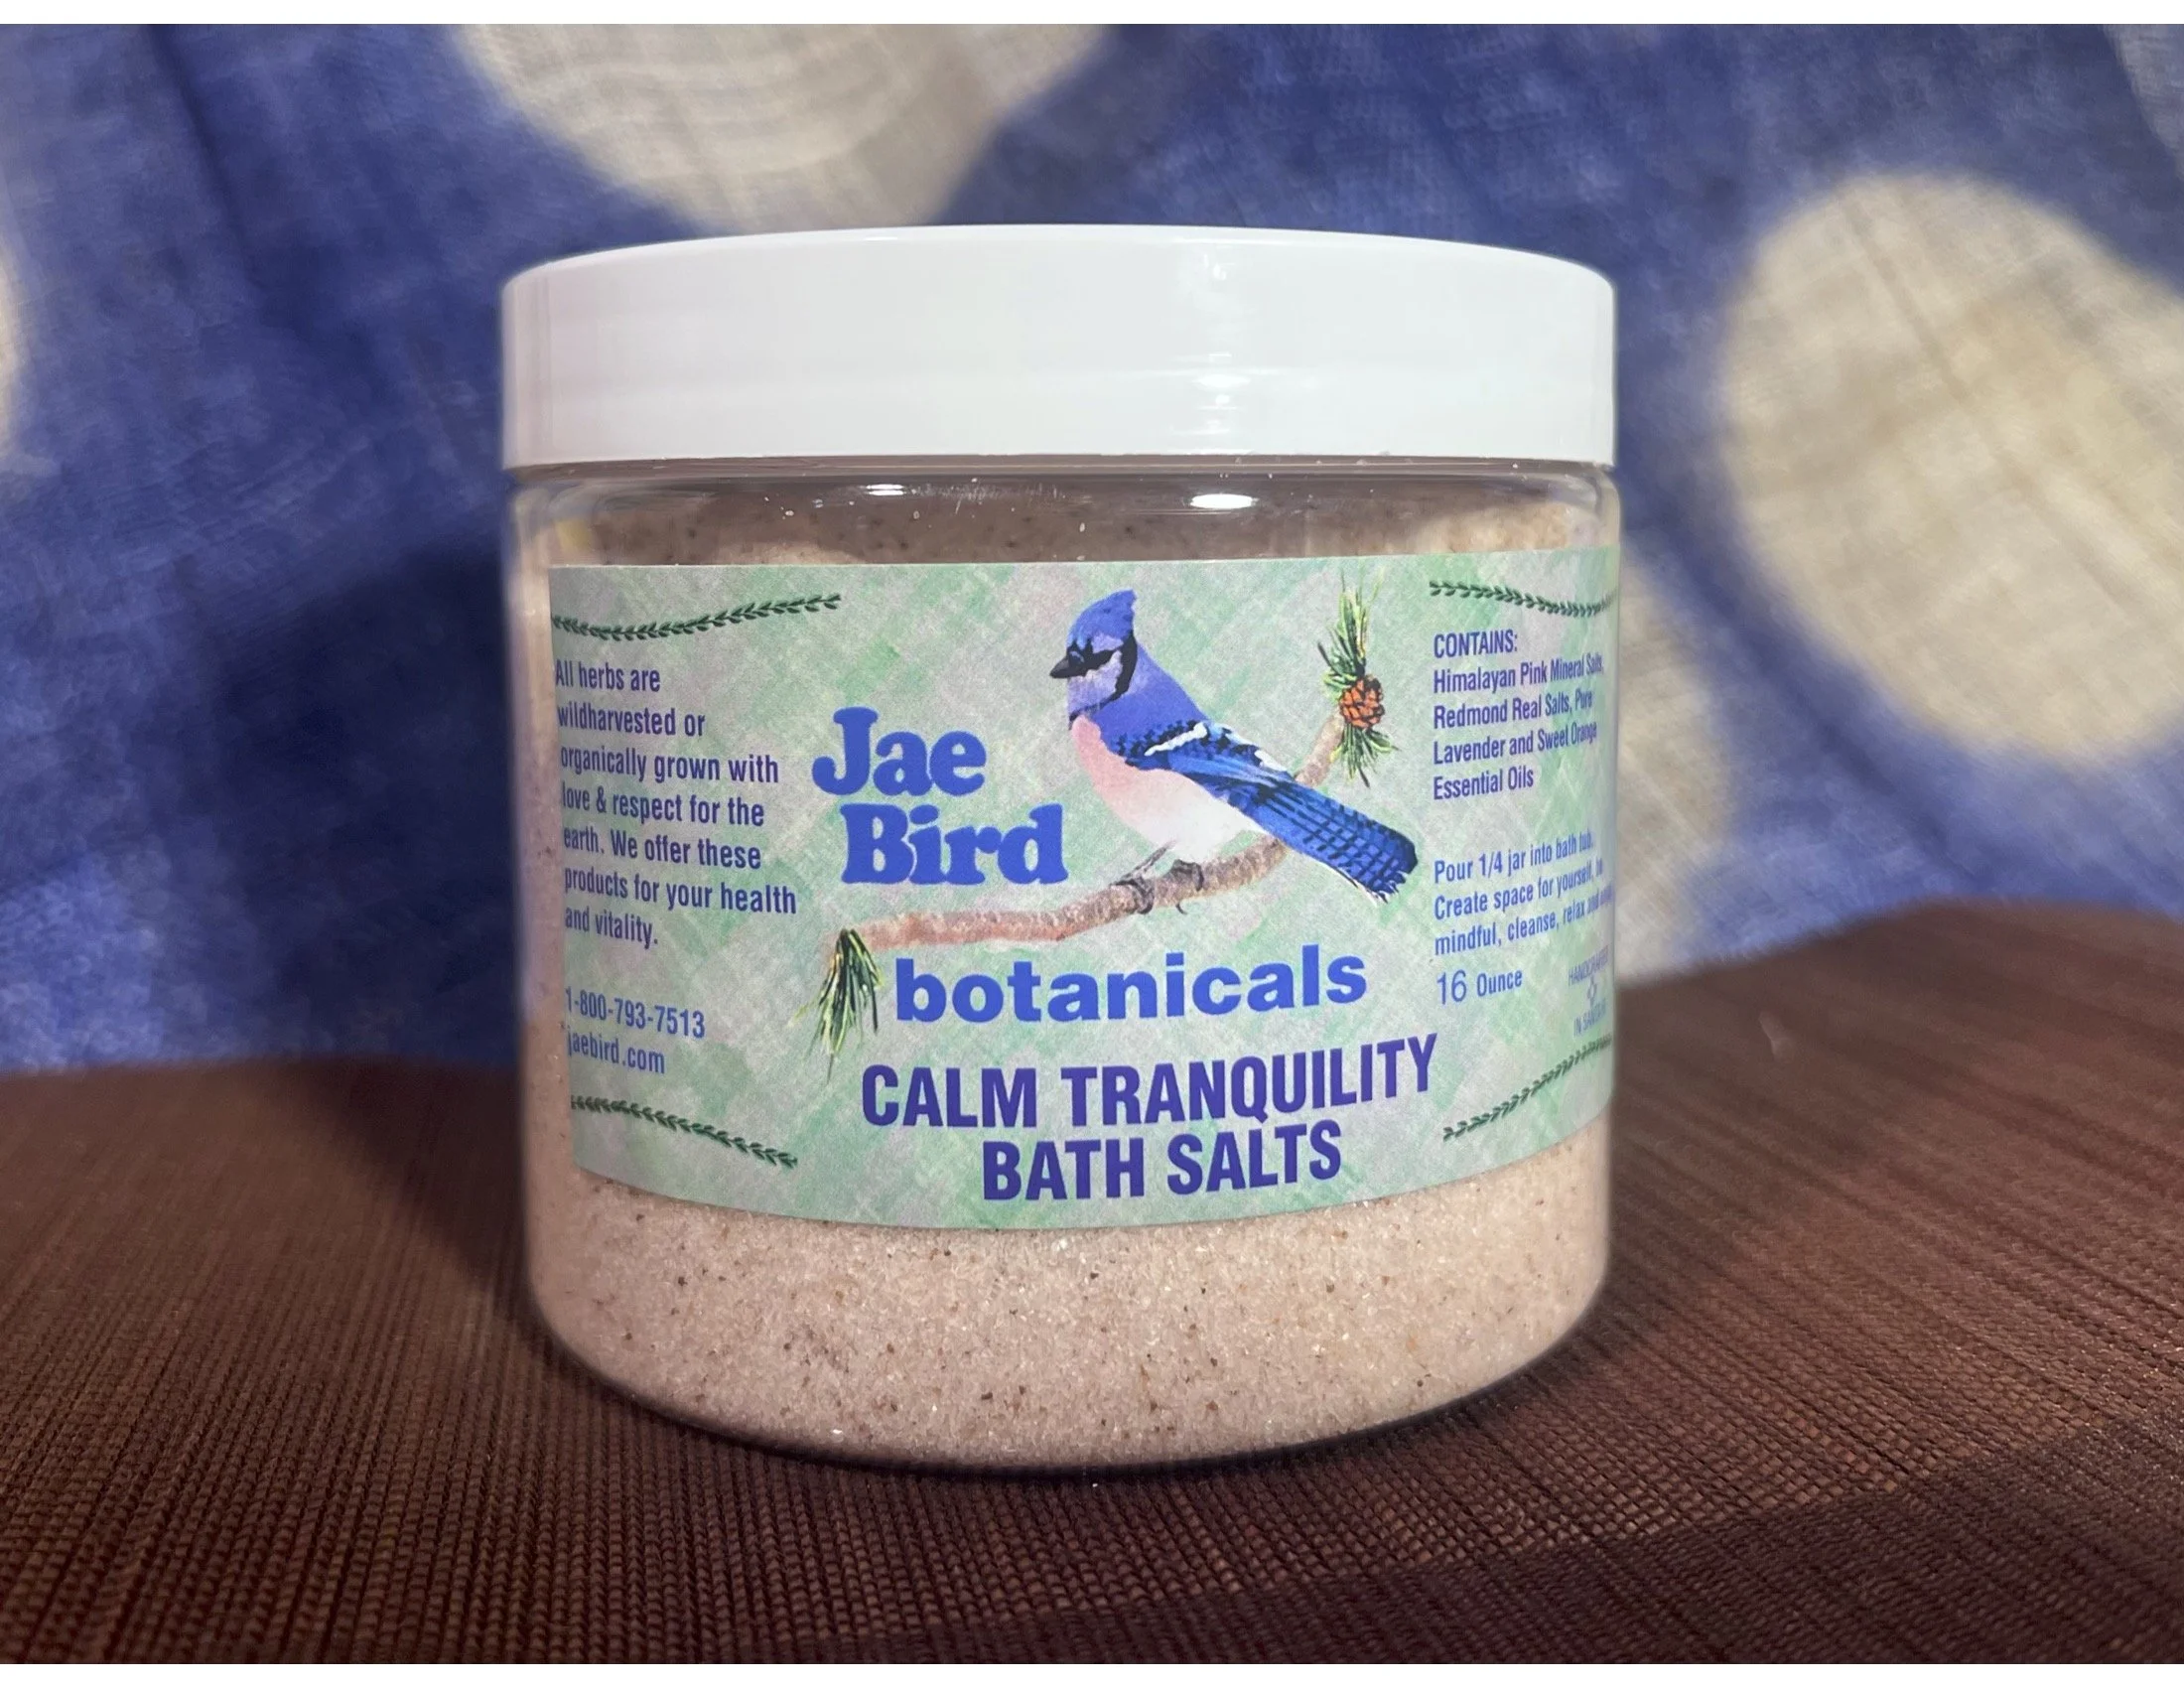 All herbs are
wildharvested or
organically grown with
love & respect for the
earth. We offer these
products for your health
and vitality.
1-800-793-7513
jaebird.com
Jae
Bird
botanicals
CALM TRANQUILITY
BATH SALTS
CONTAINS:
Himalayan Pink Mineral Salts,
Redmond Real Salts, Pure
Lavender and Sweet Orange
Essential Oils
Pour 1/4 jar into bath tub.
Create space for yourself,
mindful, cleanse, relax and
16 Ounce